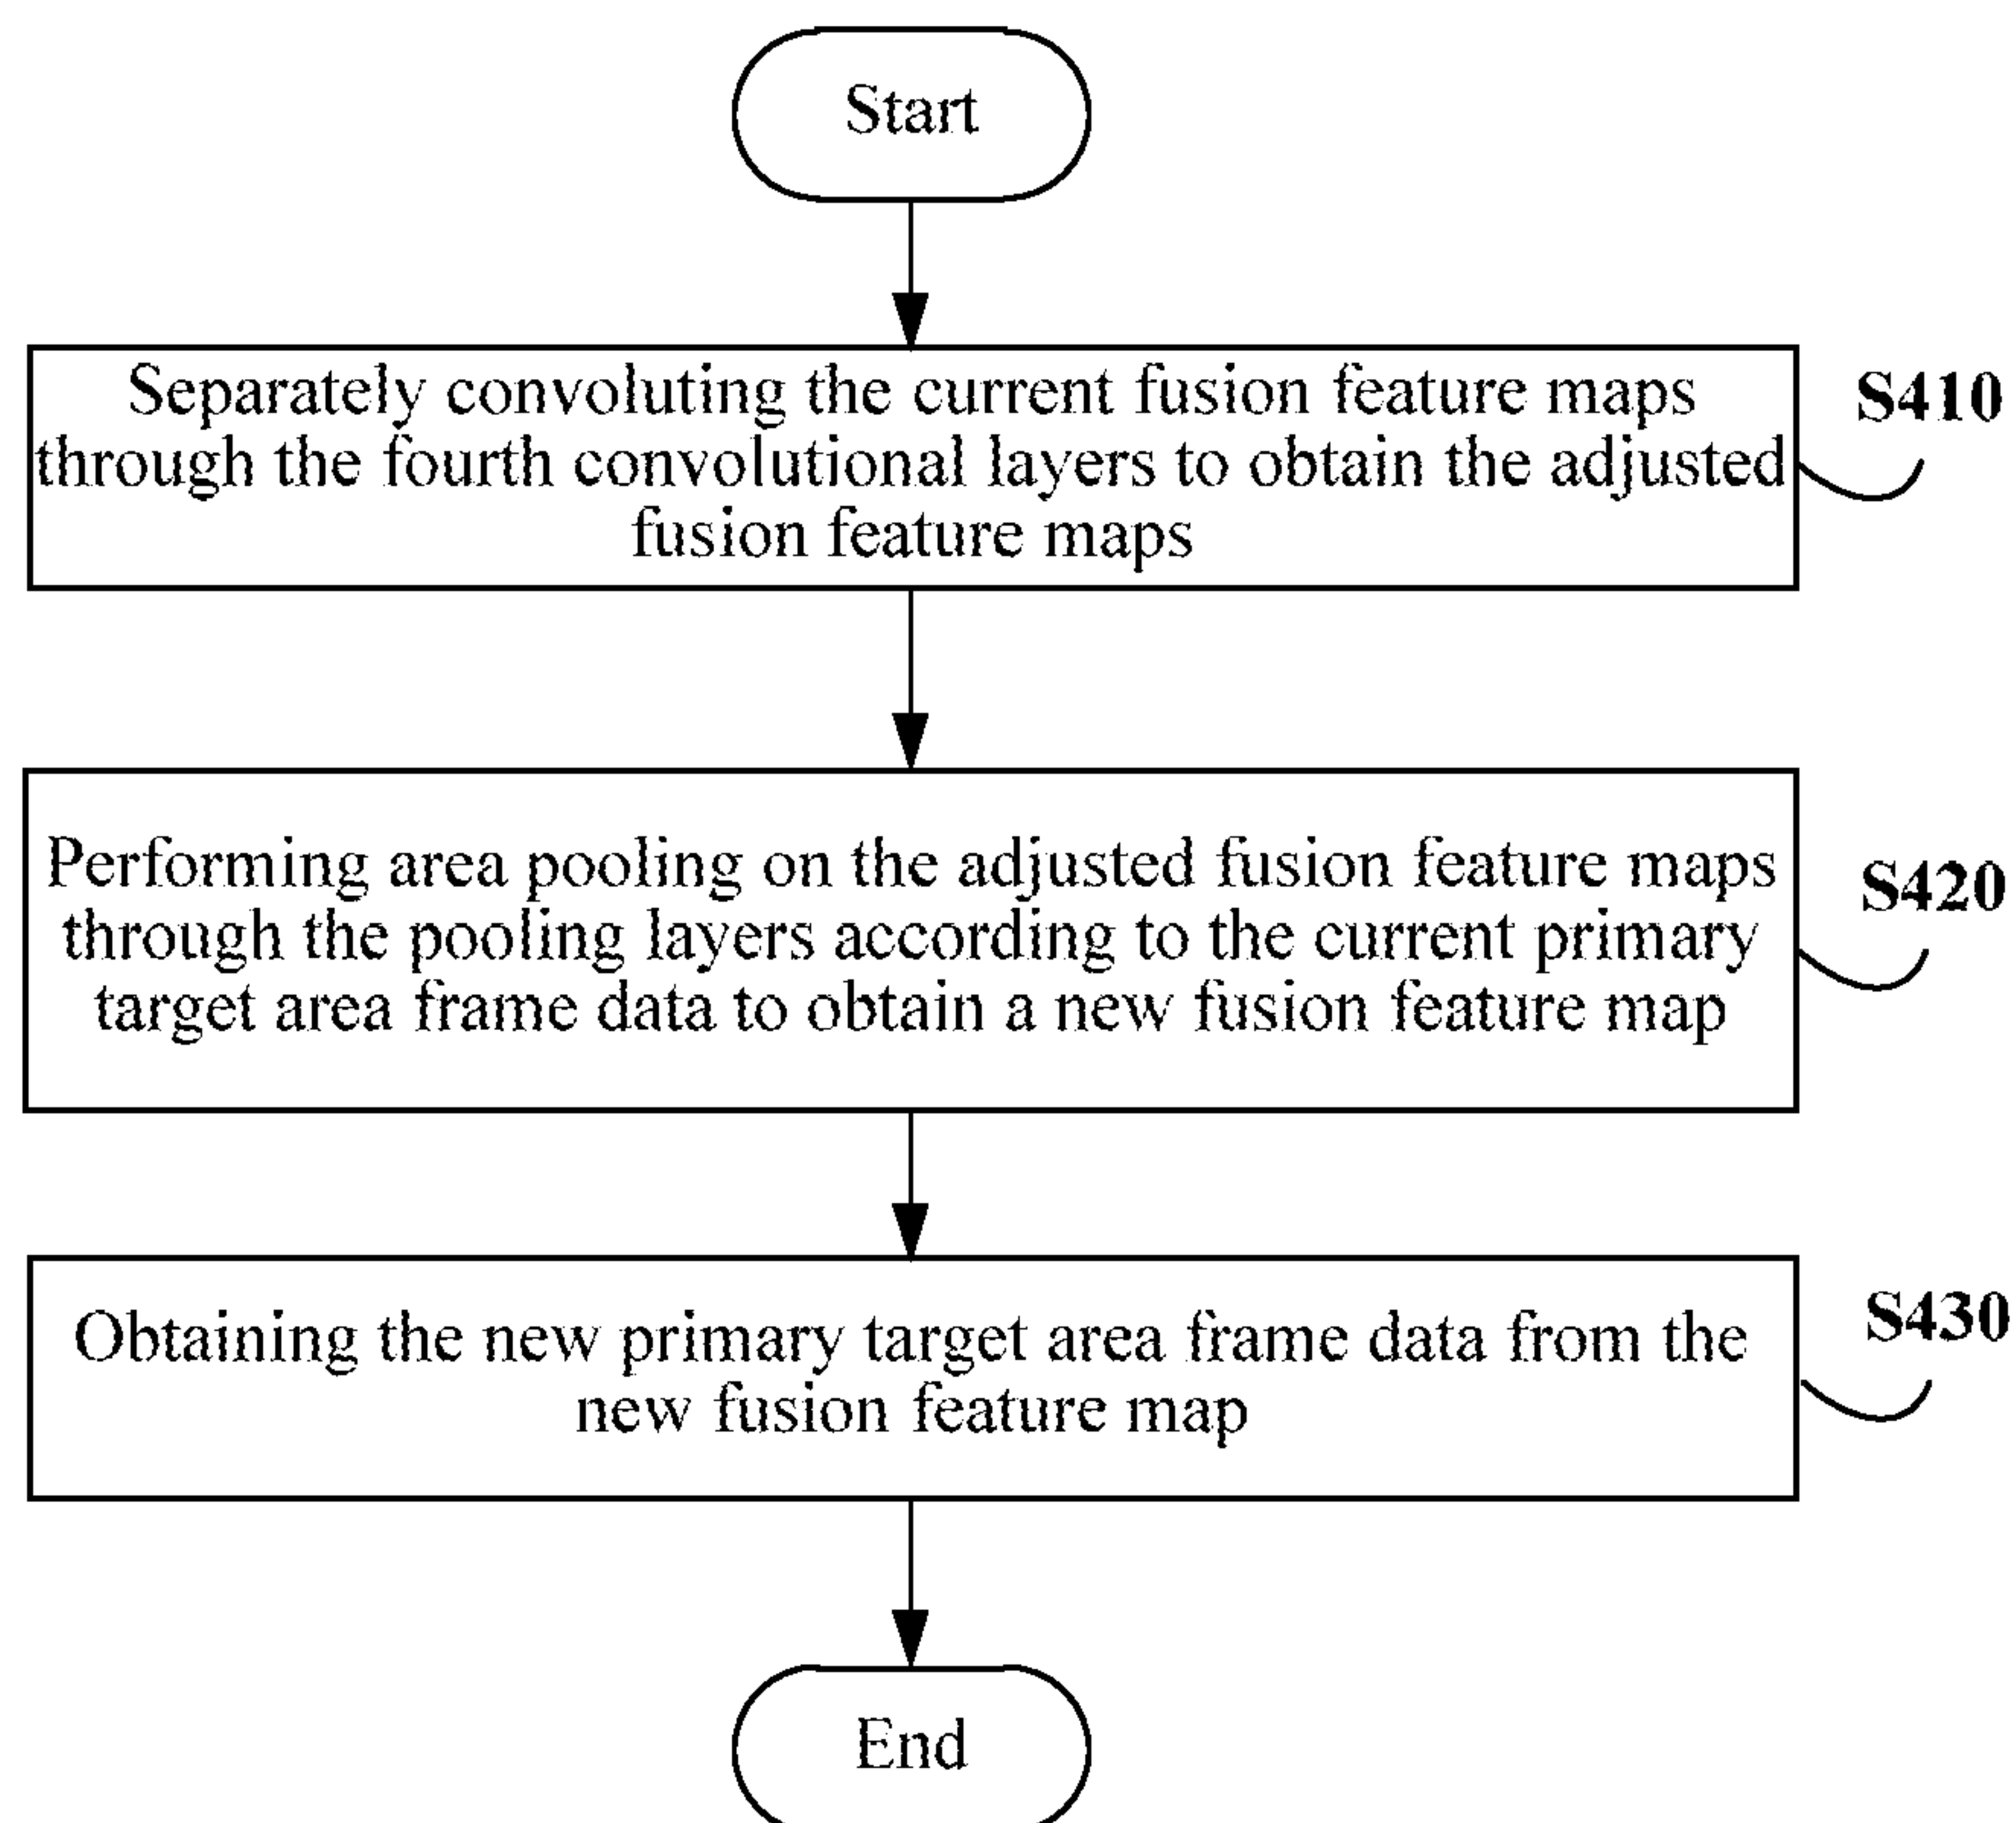 Start
Separately convoluting the current fusion feature maps
through the fourth convolutional layers to obtain the adjusted
fusion feature maps
S410
Performing area pooling on the adjusted fusion feature maps
through the pooling layers according to the current primary
target area frame data to obtain a new fusion feature map
S420
Obtaining the new primary target area frame data from the
new fusion feature map
S430
End